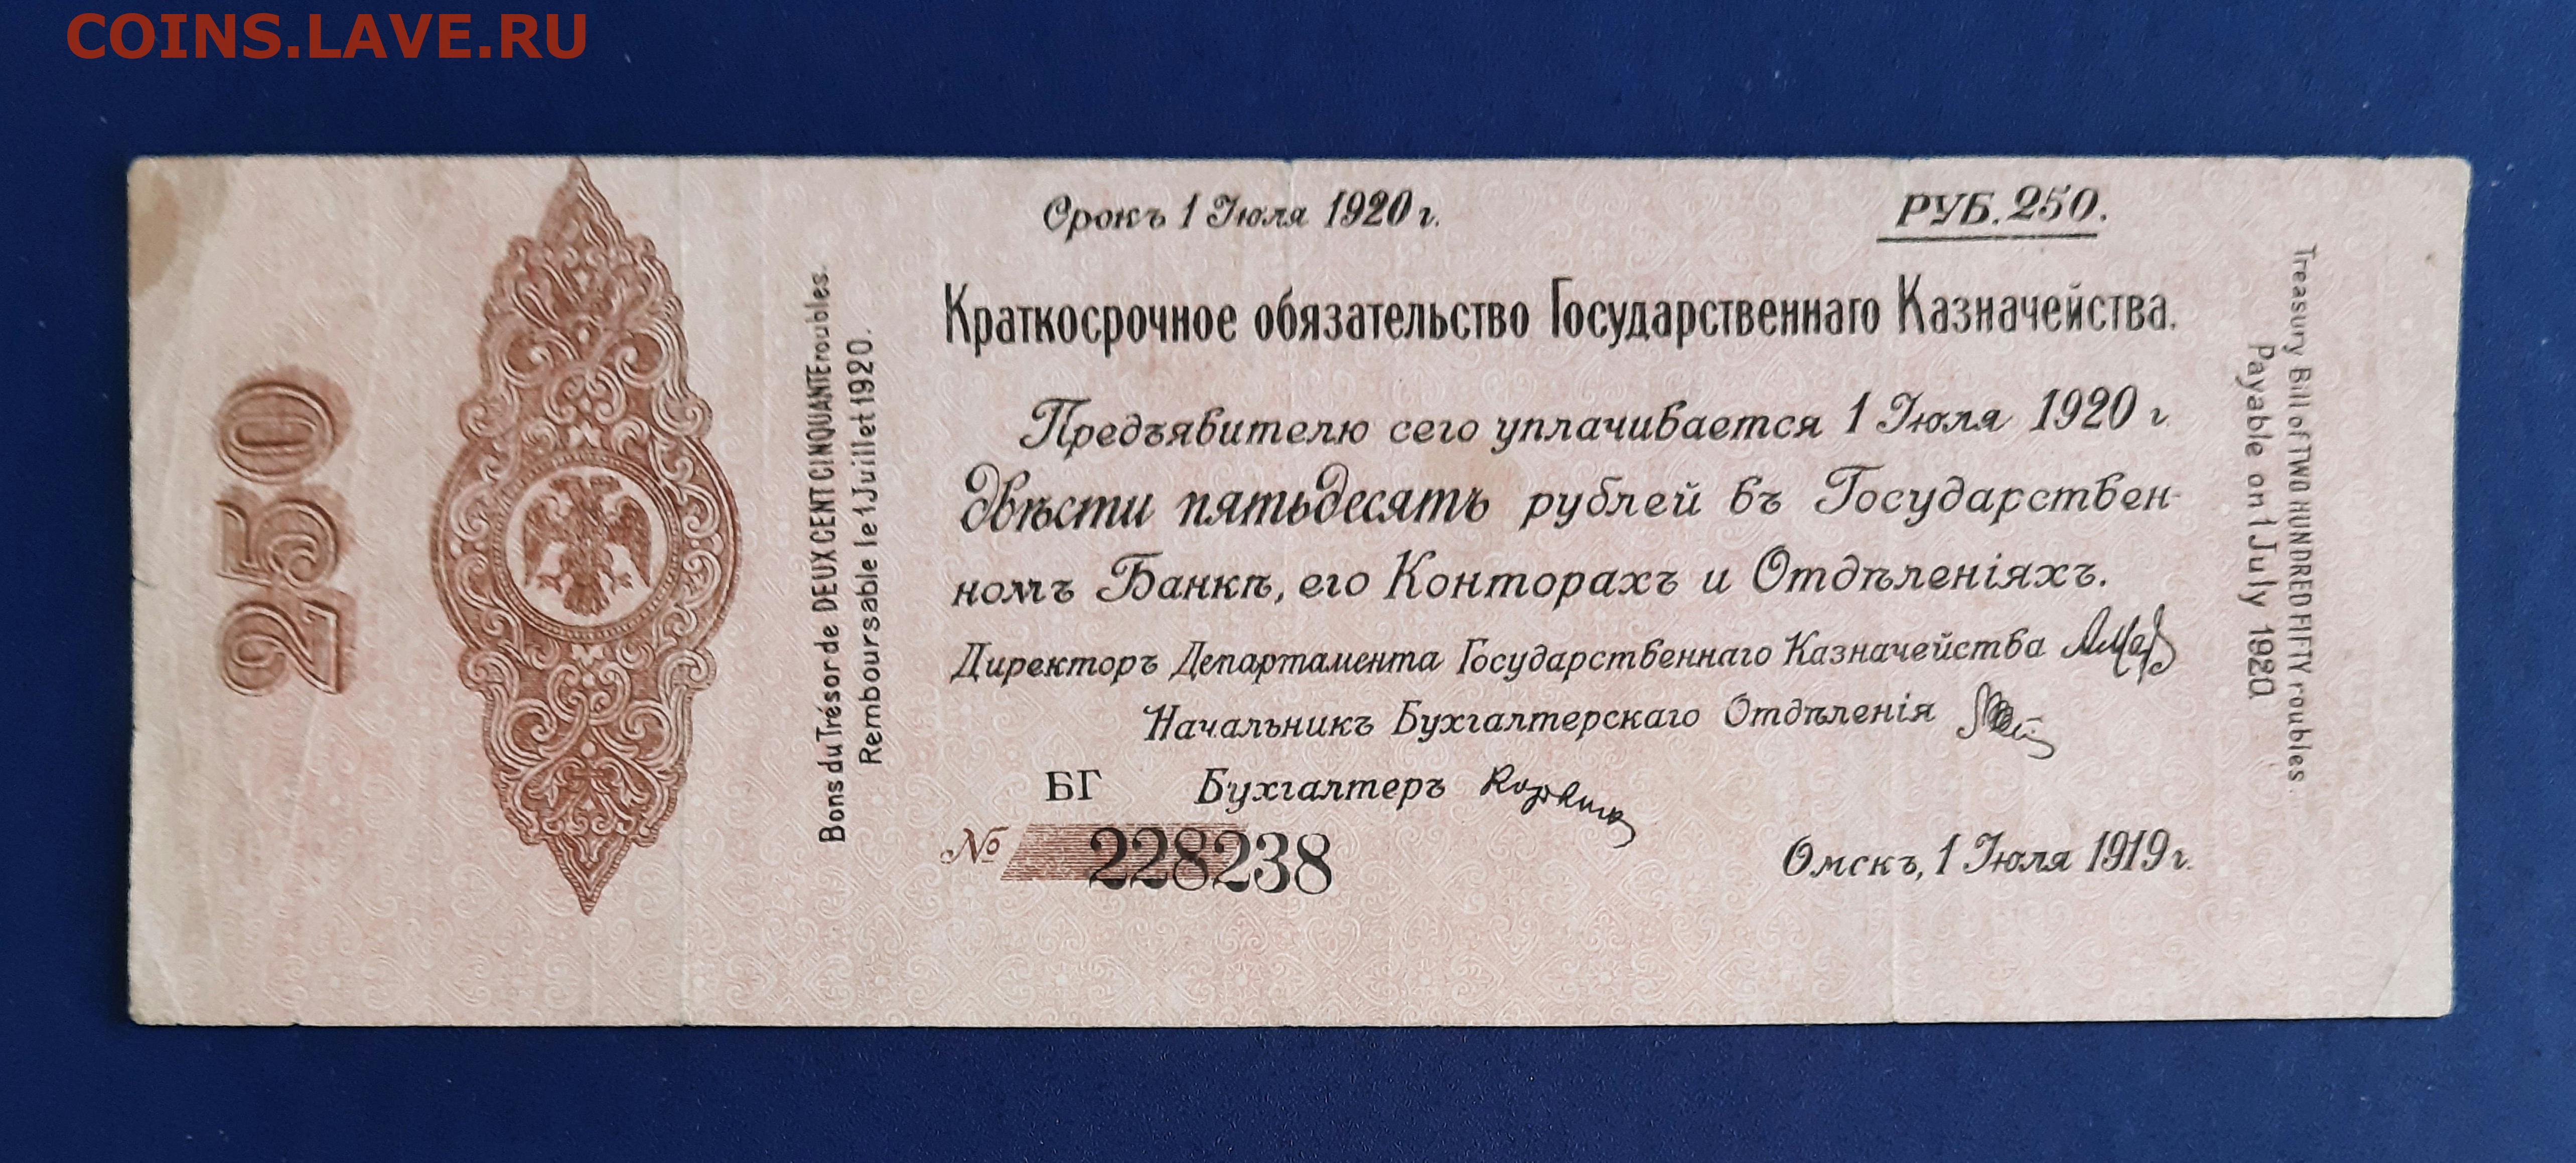 COINS.LAVE.RU
250
Bons du Trésor de DEUX CENT CINQUANTE roubles.
Remboursable le 1 Juillet 1920.
Срокъ 1 Іюля 1920 г.
РУБ. 250.
Краткосрочное обязательство Государственнаго Казначейства.
Предъявителю сего уплачивается 1 Іюля 1920 г
двѣсти пятьдесятъ рублей въ Государствен-
номъ Банкѣ, его Конторахъ и Отдѣленіяхъ.
Директоръ Департамента Государственнаго Казначейства
Начальникъ Бухгалтерскаго Отдѣленія
БГ Бухгалтеръ
№ 228238
Омскъ, 1 Іюля 1919 г.
Treasury Bill of TWO HUNDRED FIFTY roubles.
Payable on 1 July 1920.